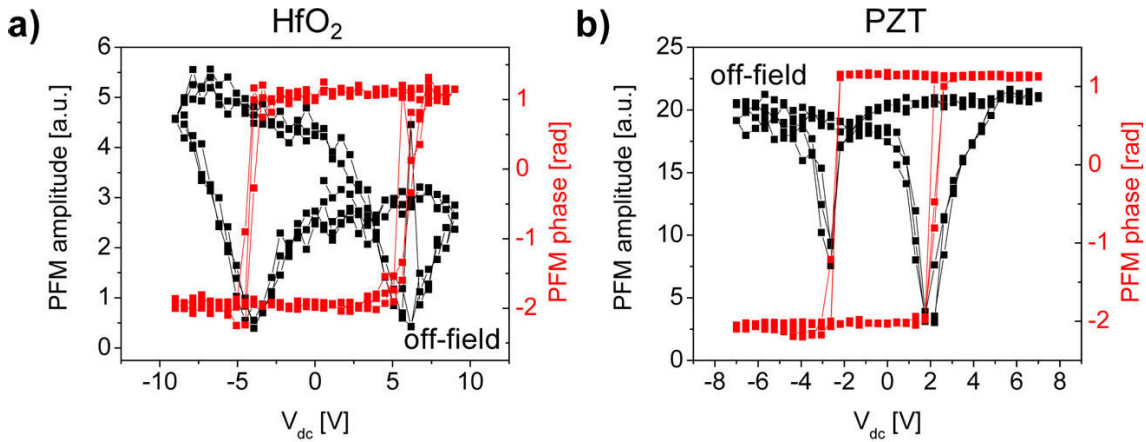 a)
HfO₂
PFM amplitude [a.u.]
6
5
4
3
2
1
0
off-field
-10
-5
0
5
10
V_dc [V]
1
0
-1
-2
PFM phase [rad]
b)
PZT
PFM amplitude [a.u.]
25
20
15
10
5
0
off-field
-8
-6
-4
-2
0
2
4
6
8
V_dc [V]
1
0
-1
-2
PFM phase [rad]